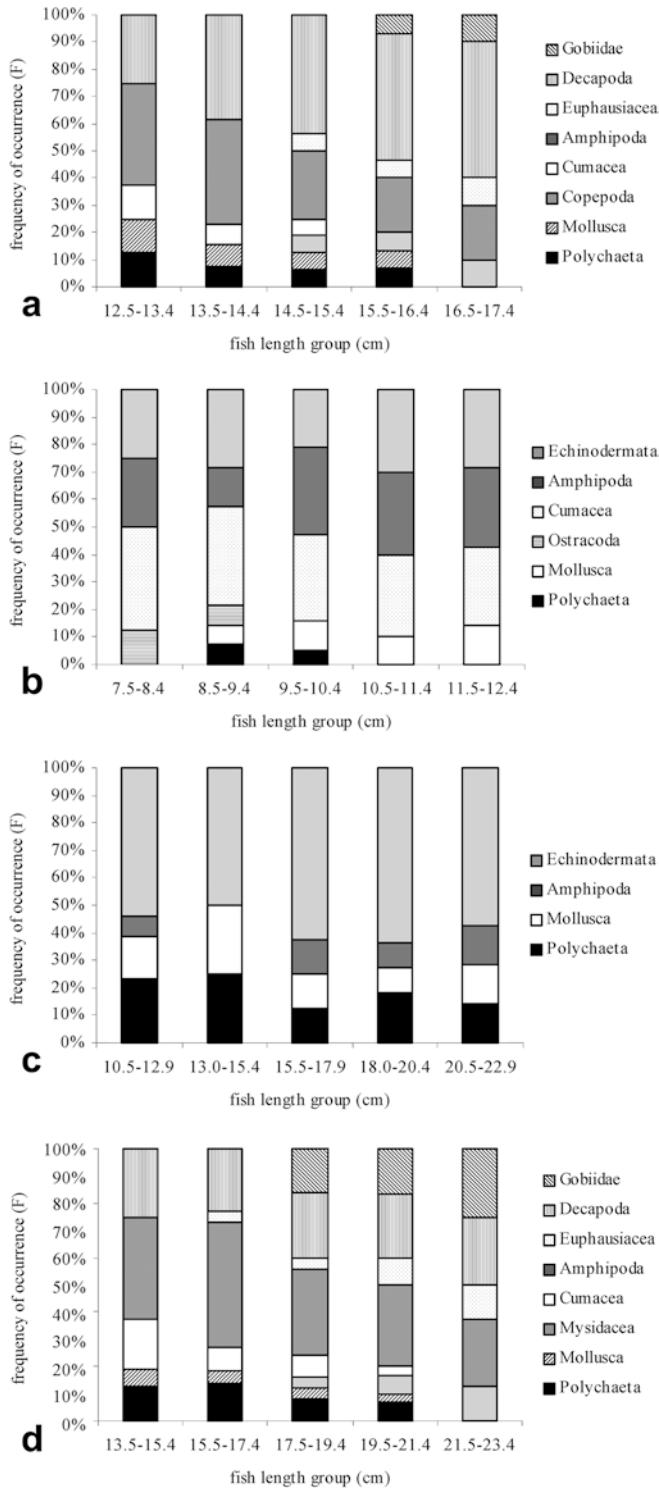 100%
90%
80%
70%
60%
50%
40%
30%
20%
10%
0%
frequency of occurrence (F)
12.5-13.4 13.5-14.4 14.5-15.4 15.5-16.4 16.5-17.4
fish length group (cm)
Gobiidae
Decapoda
Euphausiacea
Amphipoda
Cumacea
Copepoda
Mollusca
Polychaeta
a
100%
90%
80%
70%
60%
50%
40%
30%
20%
10%
0%
frequency of occurrence (F)
7.5-8.4 8.5-9.4 9.5-10.4 10.5-11.4 11.5-12.4
fish length group (cm)
Echinodermata
Amphipoda
Cumacea
Ostracoda
Mollusca
Polychaeta
b
100%
90%
80%
70%
60%
50%
40%
30%
20%
10%
0%
frequency of occurrence (F)
10.5-12.9 13.0-15.4 15.5-17.9 18.0-20.4 20.5-22.9
fish length group (cm)
Echinodermata
Amphipoda
Mollusca
Polychaeta
c
100%
90%
80%
70%
60%
50%
40%
30%
20%
10%
0%
frequency of occurrence (F)
13.5-15.4 15.5-17.4 17.5-19.4 19.5-21.4 21.5-23.4
fish length group (cm)
Gobiidae
Decapoda
Euphausiacea
Amphipoda
Cumacea
Mysidacea
Mollusca
Polychaeta
d